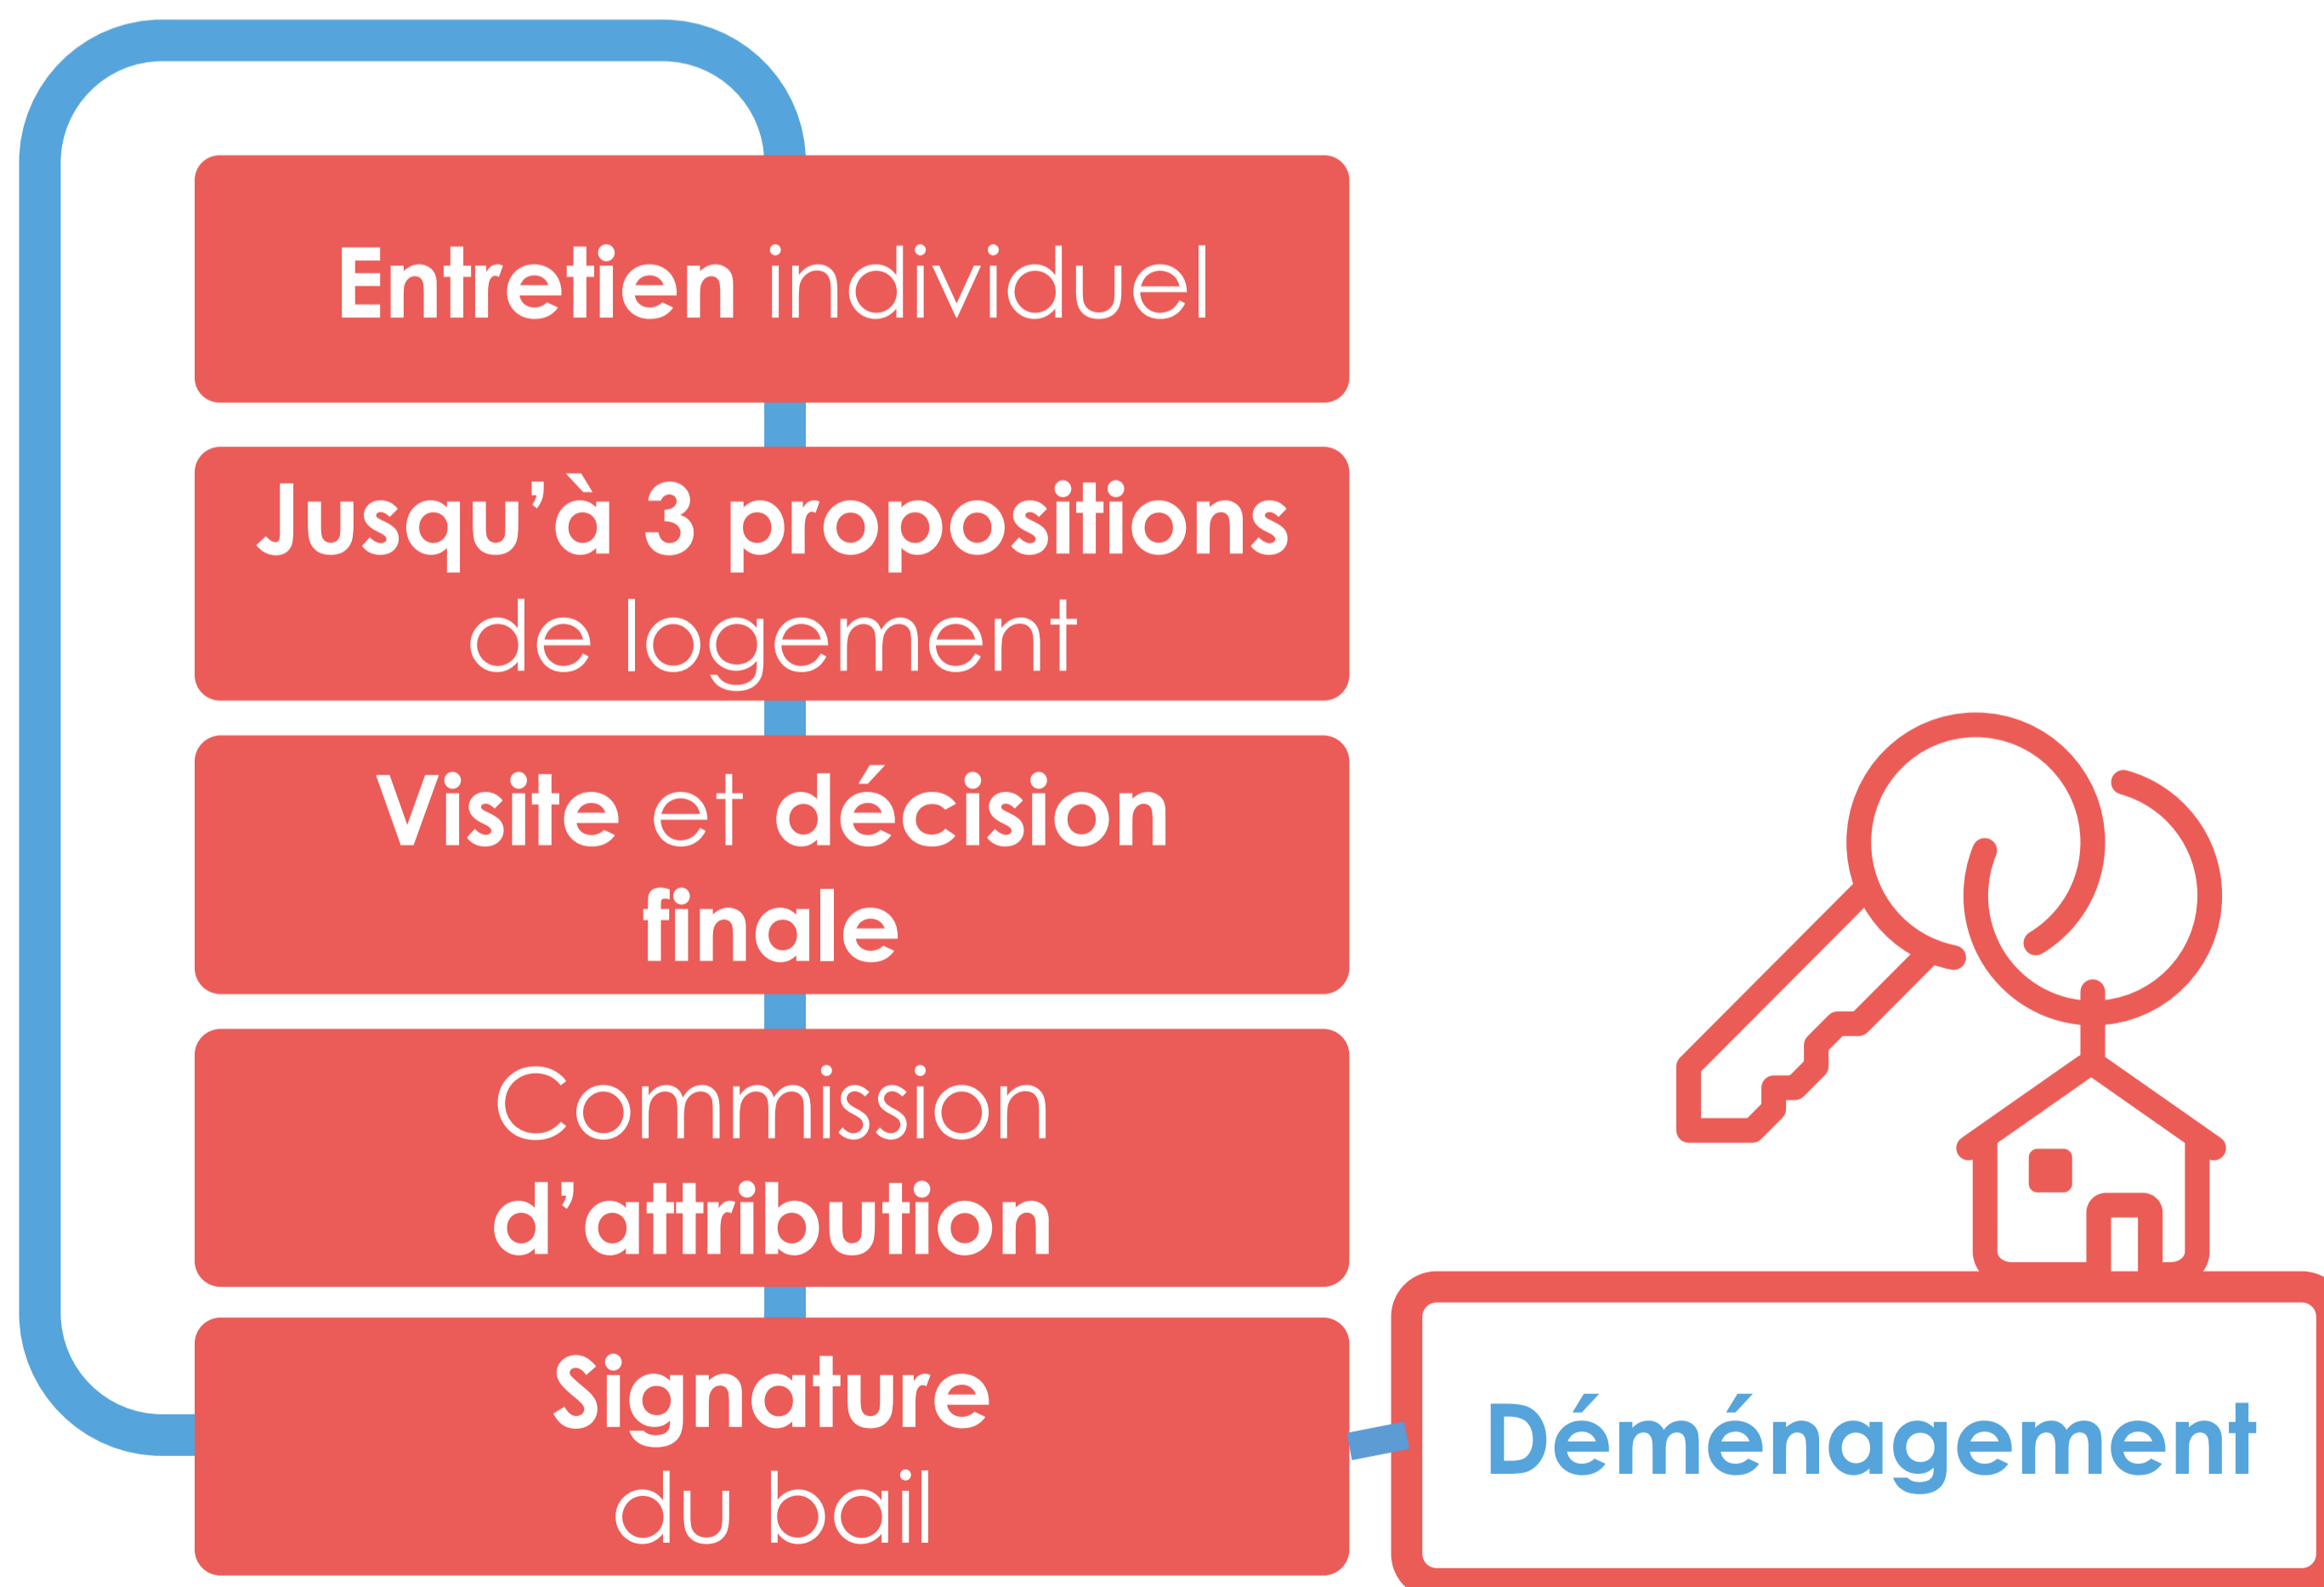 Entretien individuel
Jusqu’à 3 propositions
de logement
Visite et décision
finale
Commission
d’attribution
Signature
du bail
Déménagement